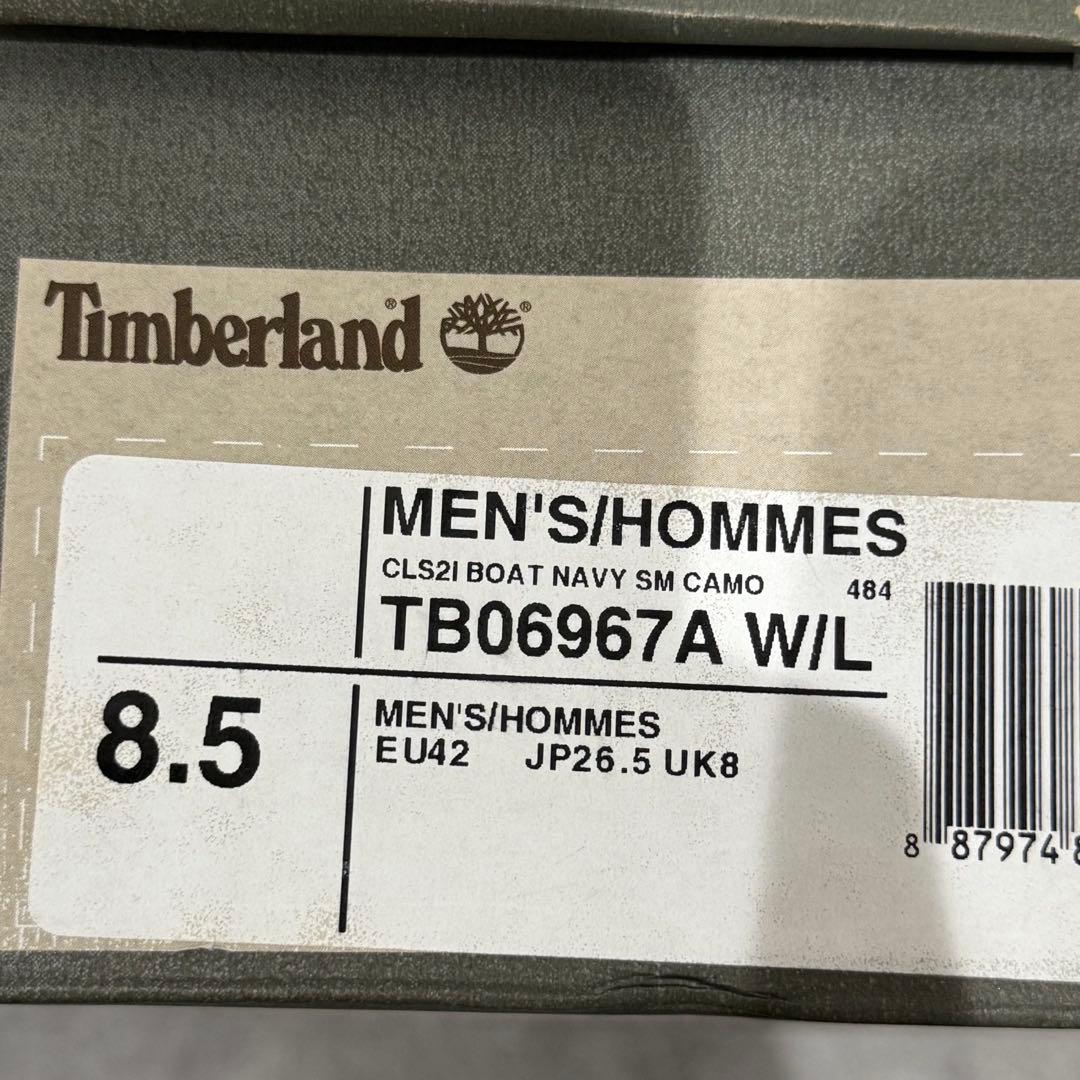 Timberland® ®
MEN'S/HOMMES
CLS2I BOAT NAVY SM CAMO 484
TB06967A W/L
8.5
MEN'S/HOMMES
EU42 JP26.5 UK8
8 87974